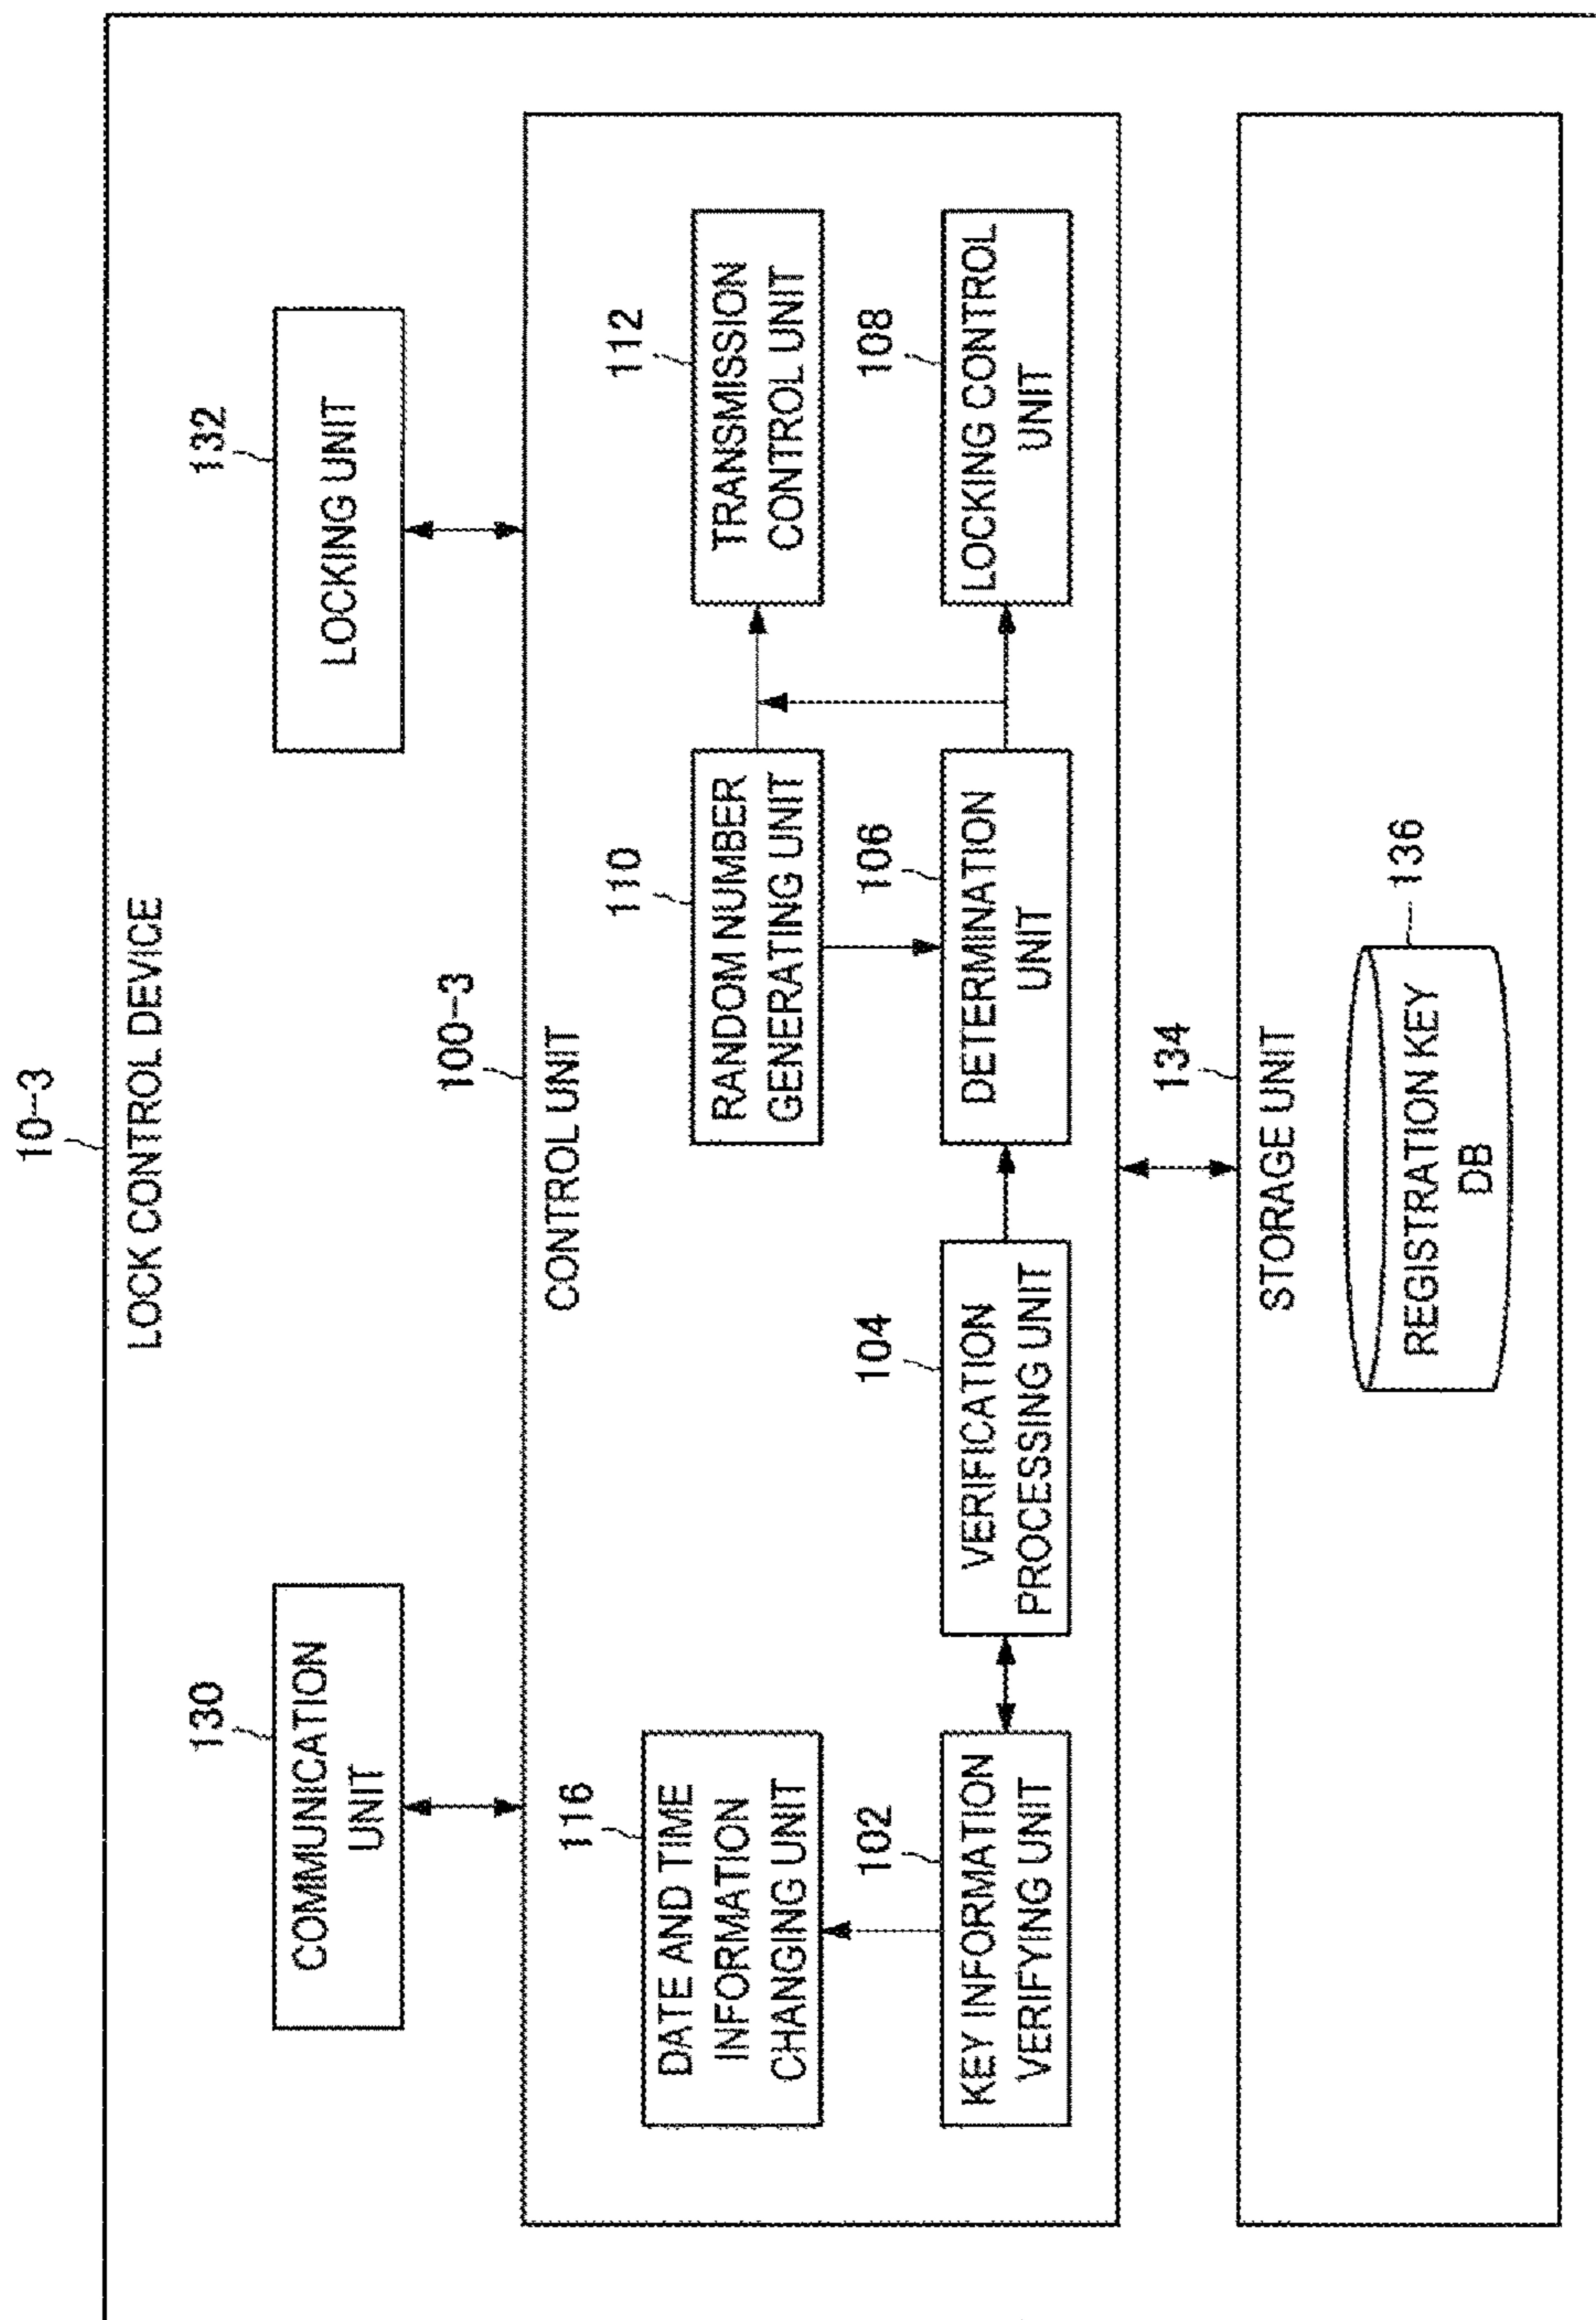 10-3
LOCK CONTROL DEVICE
130
COMMUNICATION
UNIT
132
LOCKING UNIT
100-3
CONTROL UNIT
116
DATE AND TIME
INFORMATION
CHANGING UNIT
110
RANDOM NUMBER
GENERATING UNIT
112
TRANSMISSION
CONTROL UNIT
102
KEY INFORMATION
VERIFYING UNIT
104
VERIFICATION
PROCESSING UNIT
106
DETERMINATION
UNIT
108
LOCKING CONTROL
UNIT
134
STORAGE UNIT
136
REGISTRATION KEY
DB